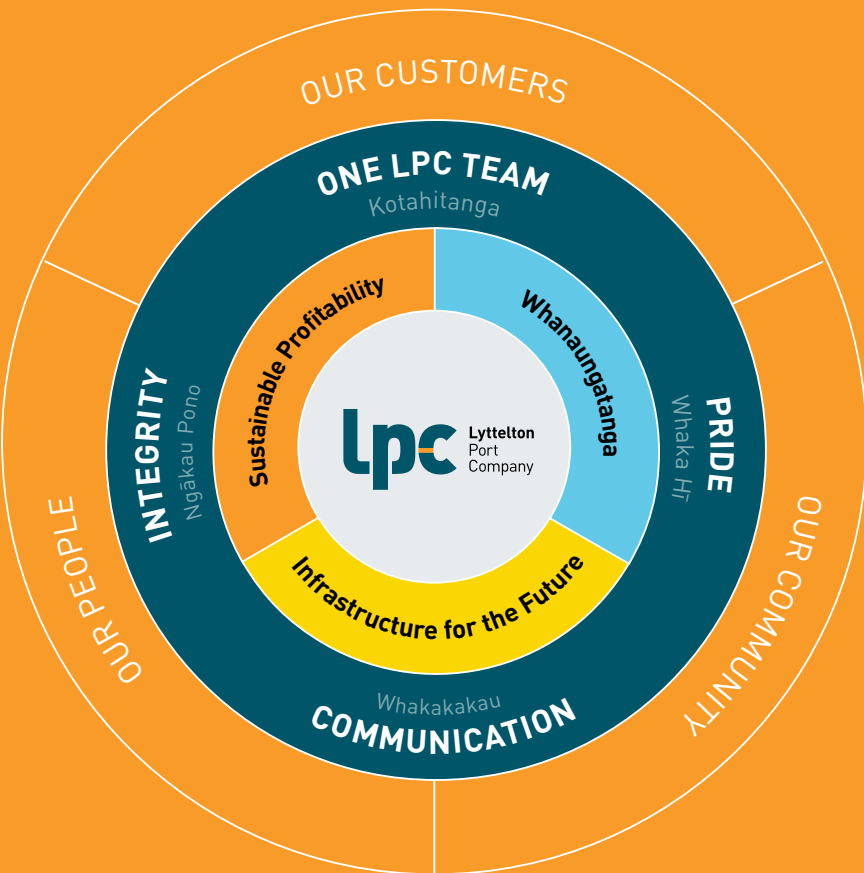 OUR CUSTOMERS
ONE LPC TEAM
Kotahitanga
Sustainable Profitability
Whanaungatanga
lpc
Lyttelton
Port
Company
INTEGRITY
Ngākau Pono
PRIDE
Whaka Hī
Infrastructure for the Future
OUR PEOPLE
OUR COMMUNITY
Whakakakau
COMMUNICATION